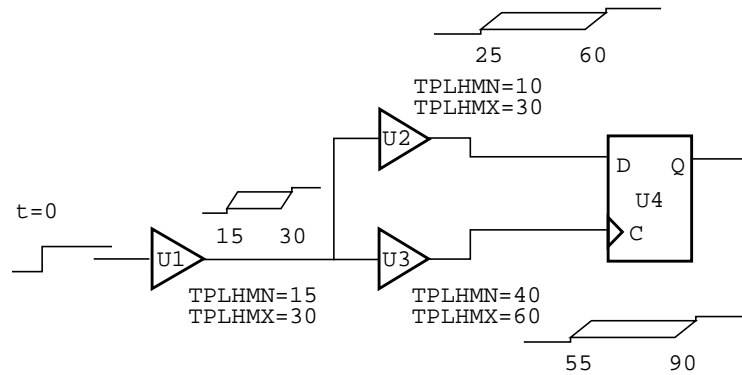 25 60
TPLHMN=10
TPLHMX=30
U2
D Q
U4
C
t=0
15 30
U1
U3
TPLHMN=15
TPLHMX=30
TPLHMN=40
TPLHMX=60
55 90